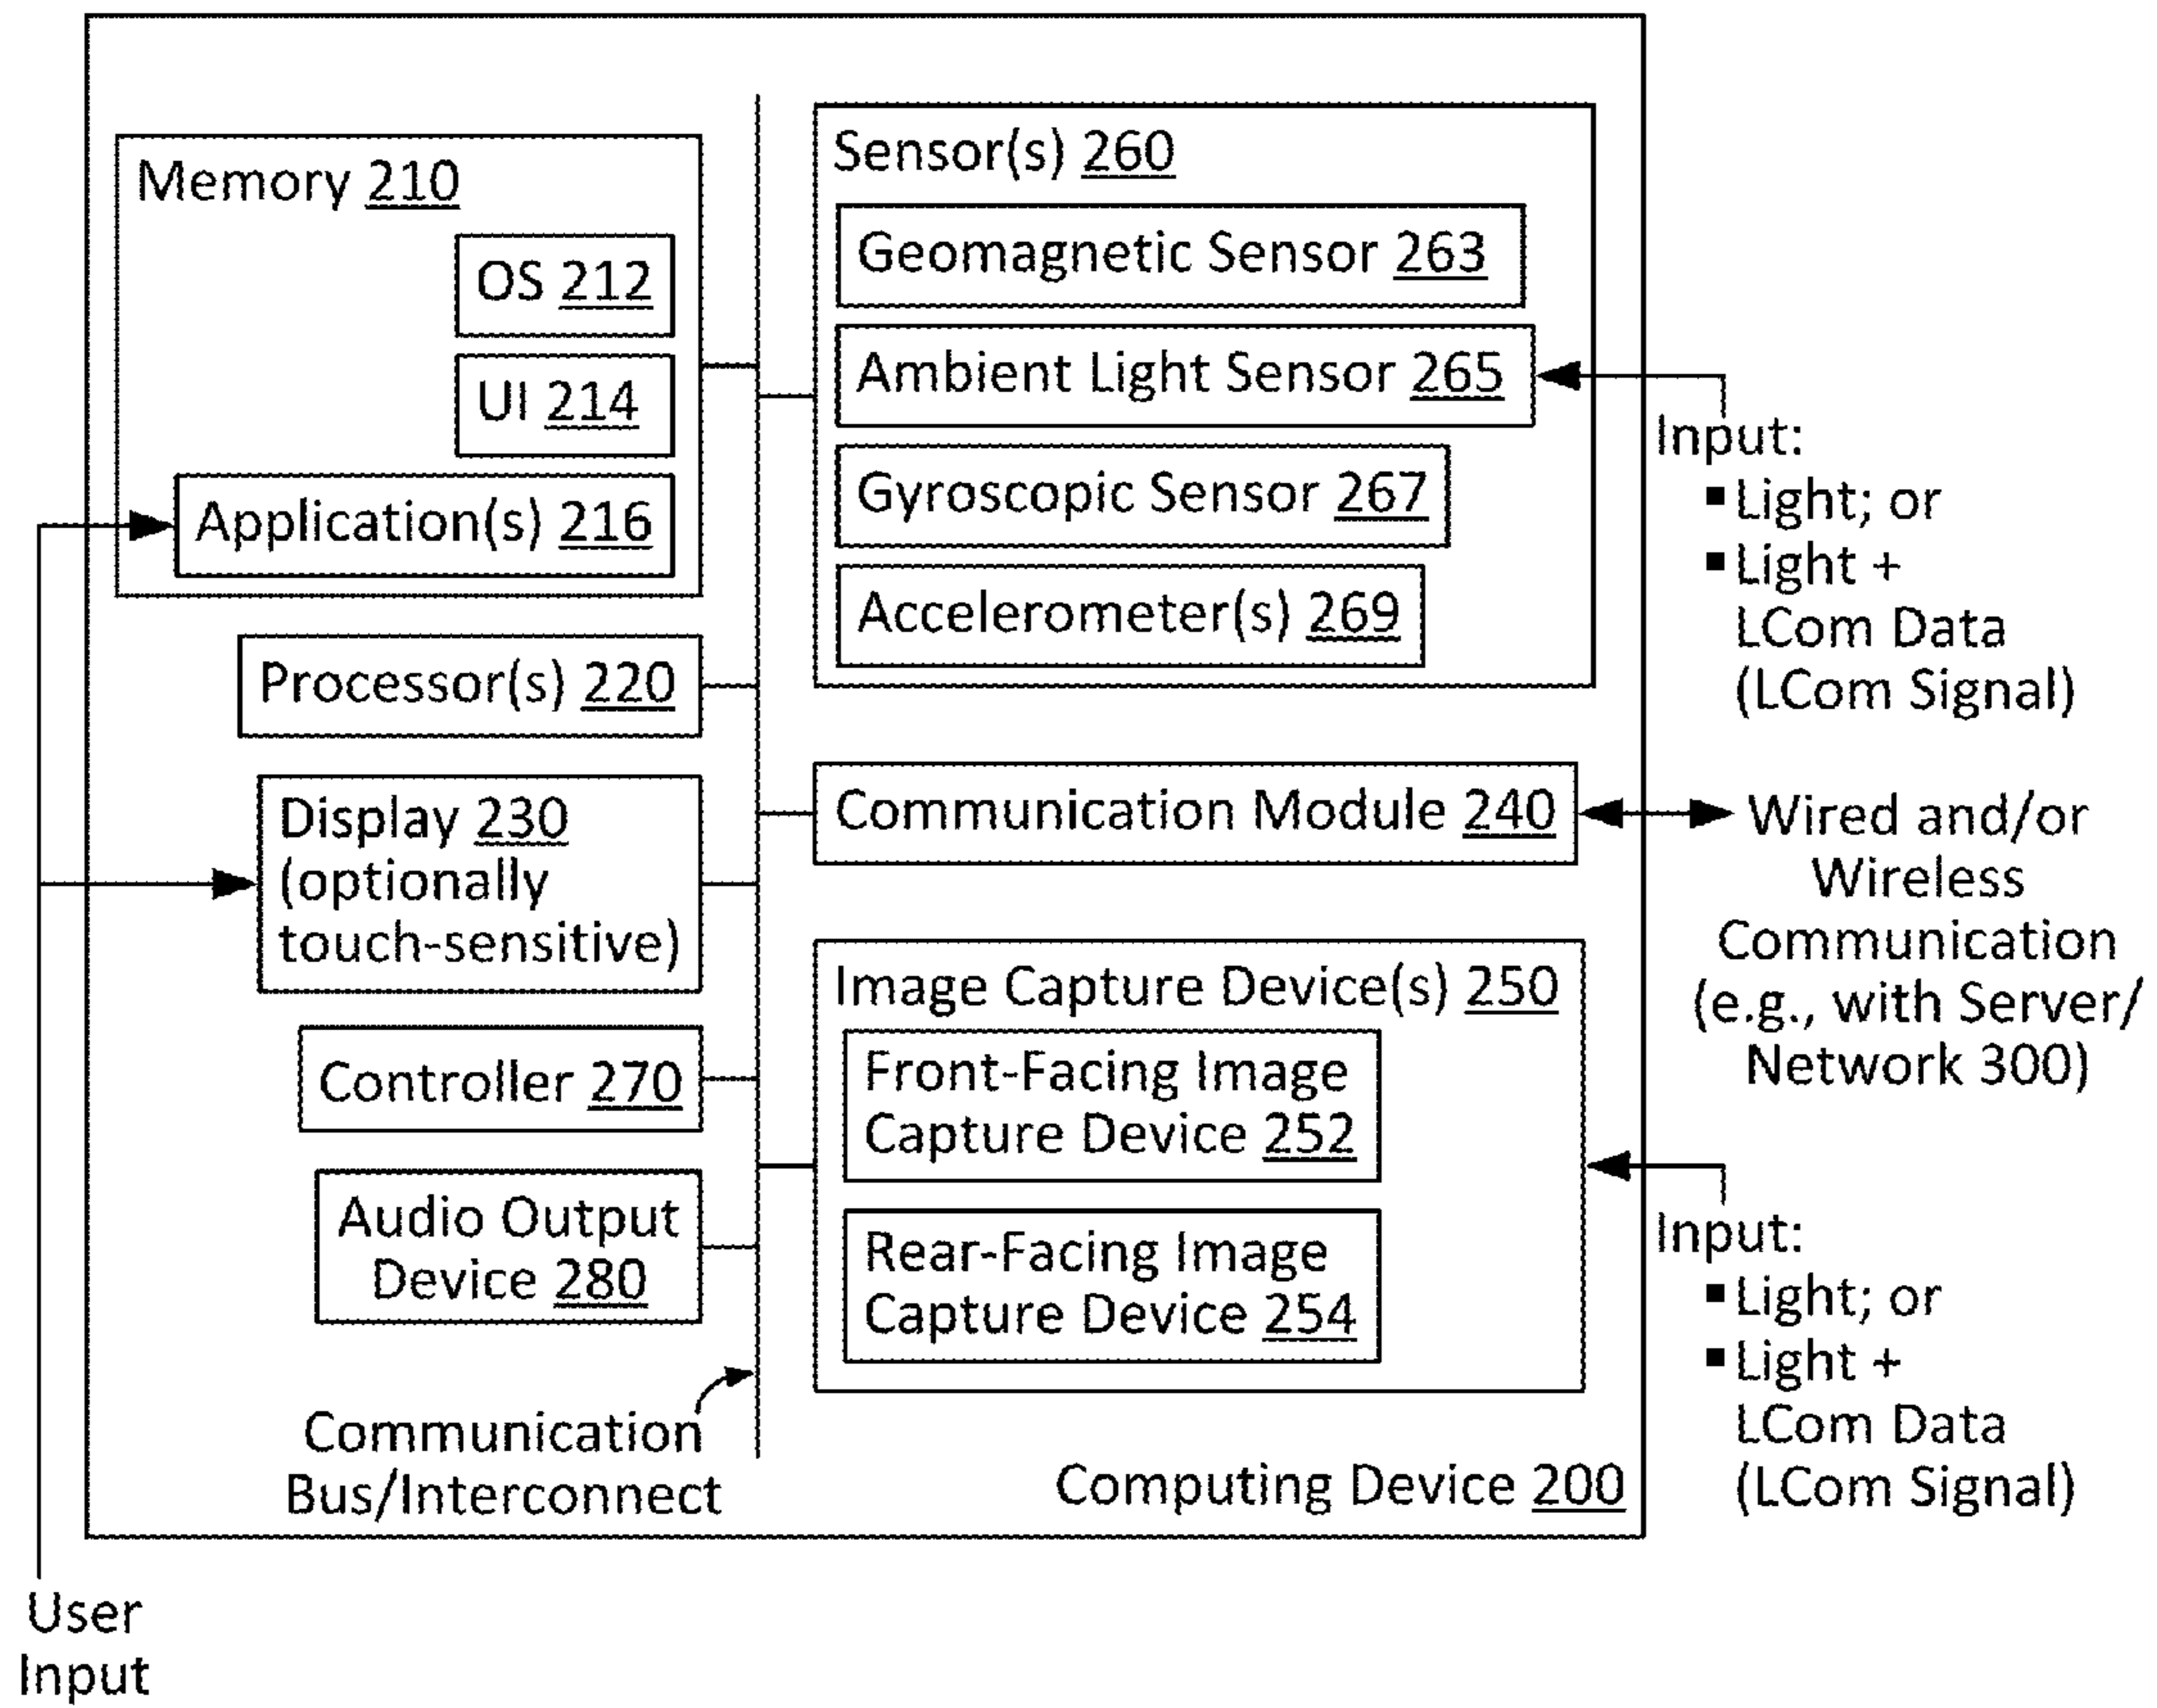 Memory 210
OS 212
UI 214
Application(s) 216
Processor(s) 220
Display 230
(optionally
touch-sensitive)
Controller 270
Audio Output
Device 280
Communication
Bus/Interconnect
Sensor(s) 260
Geomagnetic Sensor 263
Ambient Light Sensor 265
Gyroscopic Sensor 267
Accelerometer(s) 269
Communication Module 240
Image Capture Device(s) 250
Front-Facing Image
Capture Device 252
Rear-Facing Image
Capture Device 254
Computing Device 200
Input:
▪ Light; or
▪ Light +
LCom Data
(LCom Signal)
Wired and/or
Wireless
Communication
(e.g., with Server/
Network 300)
Input:
▪ Light; or
▪ Light +
LCom Data
(LCom Signal)
User
Input